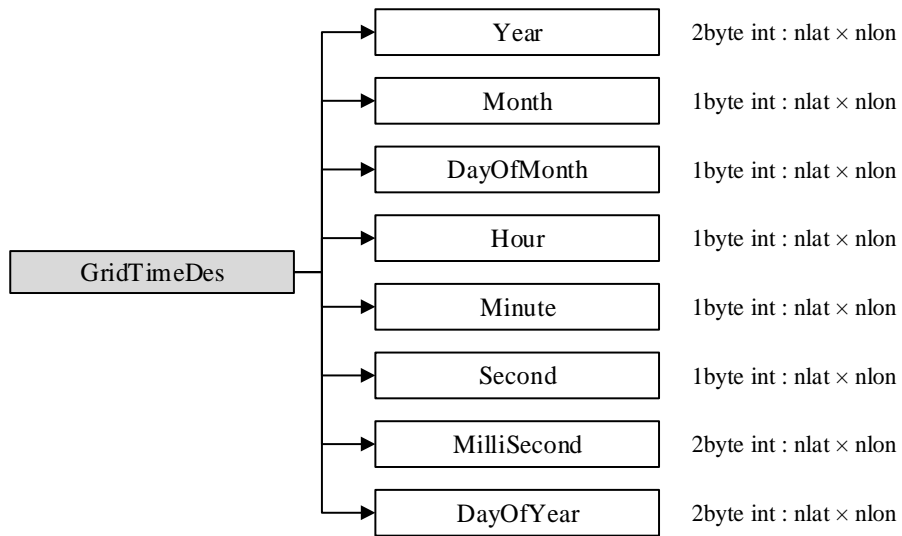 Year 2byte int : nlat × nlon
Month 1byte int : nlat × nlon
DayOfMonth 1byte int : nlat × nlon
Hour 1byte int : nlat × nlon
GridTimeDes
Minute 1byte int : nlat × nlon
Second 1byte int : nlat × nlon
MilliSecond 2byte int : nlat × nlon
DayOfYear 2byte int : nlat × nlon